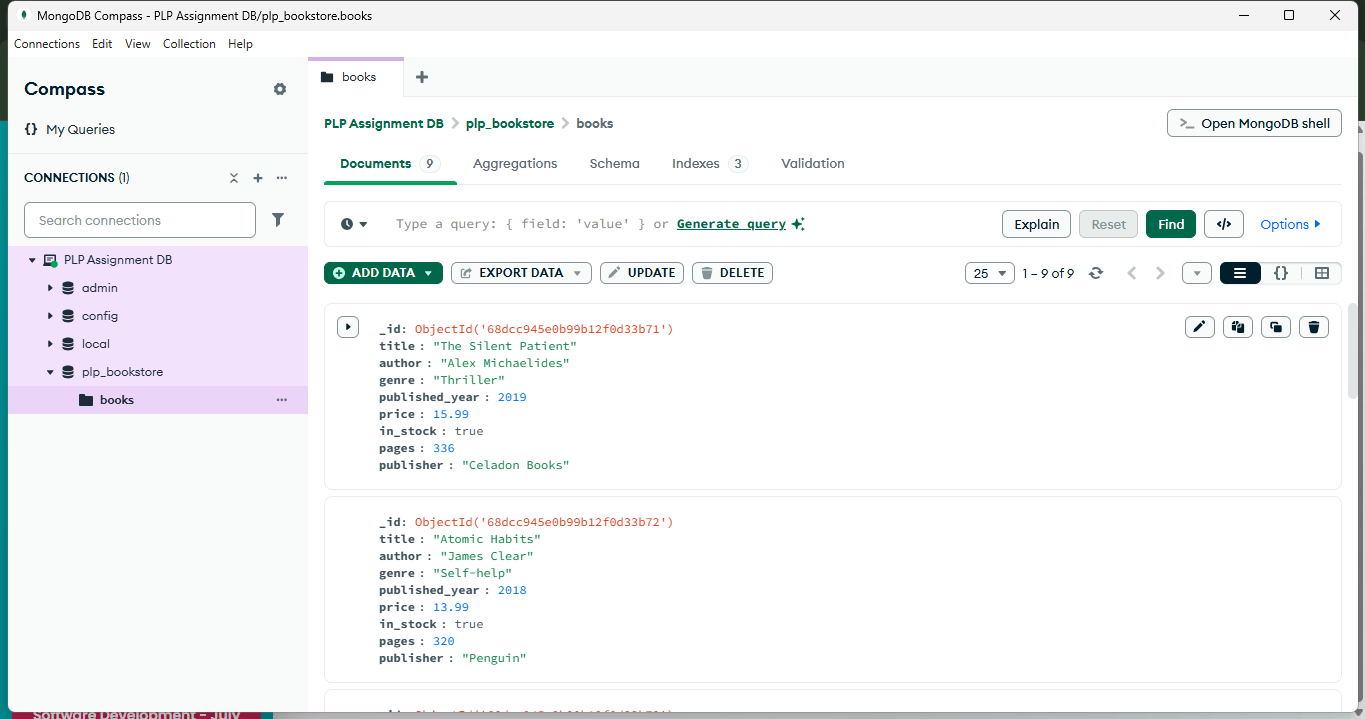 MongoDB Compass - PLP Assignment DB/plp_bookstore.books
Connections Edit View Collection Help
Compass
{} My Queries
CONNECTIONS (1)
Search connections
PLP Assignment DB
admin
config
local
plp_bookstore
books
books
PLP Assignment DB > plp_bookstore > books
>_ Open MongoDB shell
Documents 9 Aggregations Schema Indexes 3 Validation
Type a query: { field: 'value' } or Generate query
Explain Reset Find </> Options
ADD DATA EXPORT DATA UPDATE DELETE
25 1 – 9 of 9 {}
_id: ObjectId('68dcc945e0b99b12f0d33b71')
title : "The Silent Patient"
author : "Alex Michaelides"
genre : "Thriller"
published_year : 2019
price : 15.99
in_stock : true
pages : 336
publisher : "Celadon Books"
_id: ObjectId('68dcc945e0b99b12f0d33b72')
title : "Atomic Habits"
author : "James Clear"
genre : "Self-help"
published_year : 2018
price : 13.99
in_stock : true
pages : 320
publisher : "Penguin"
Software Development - July